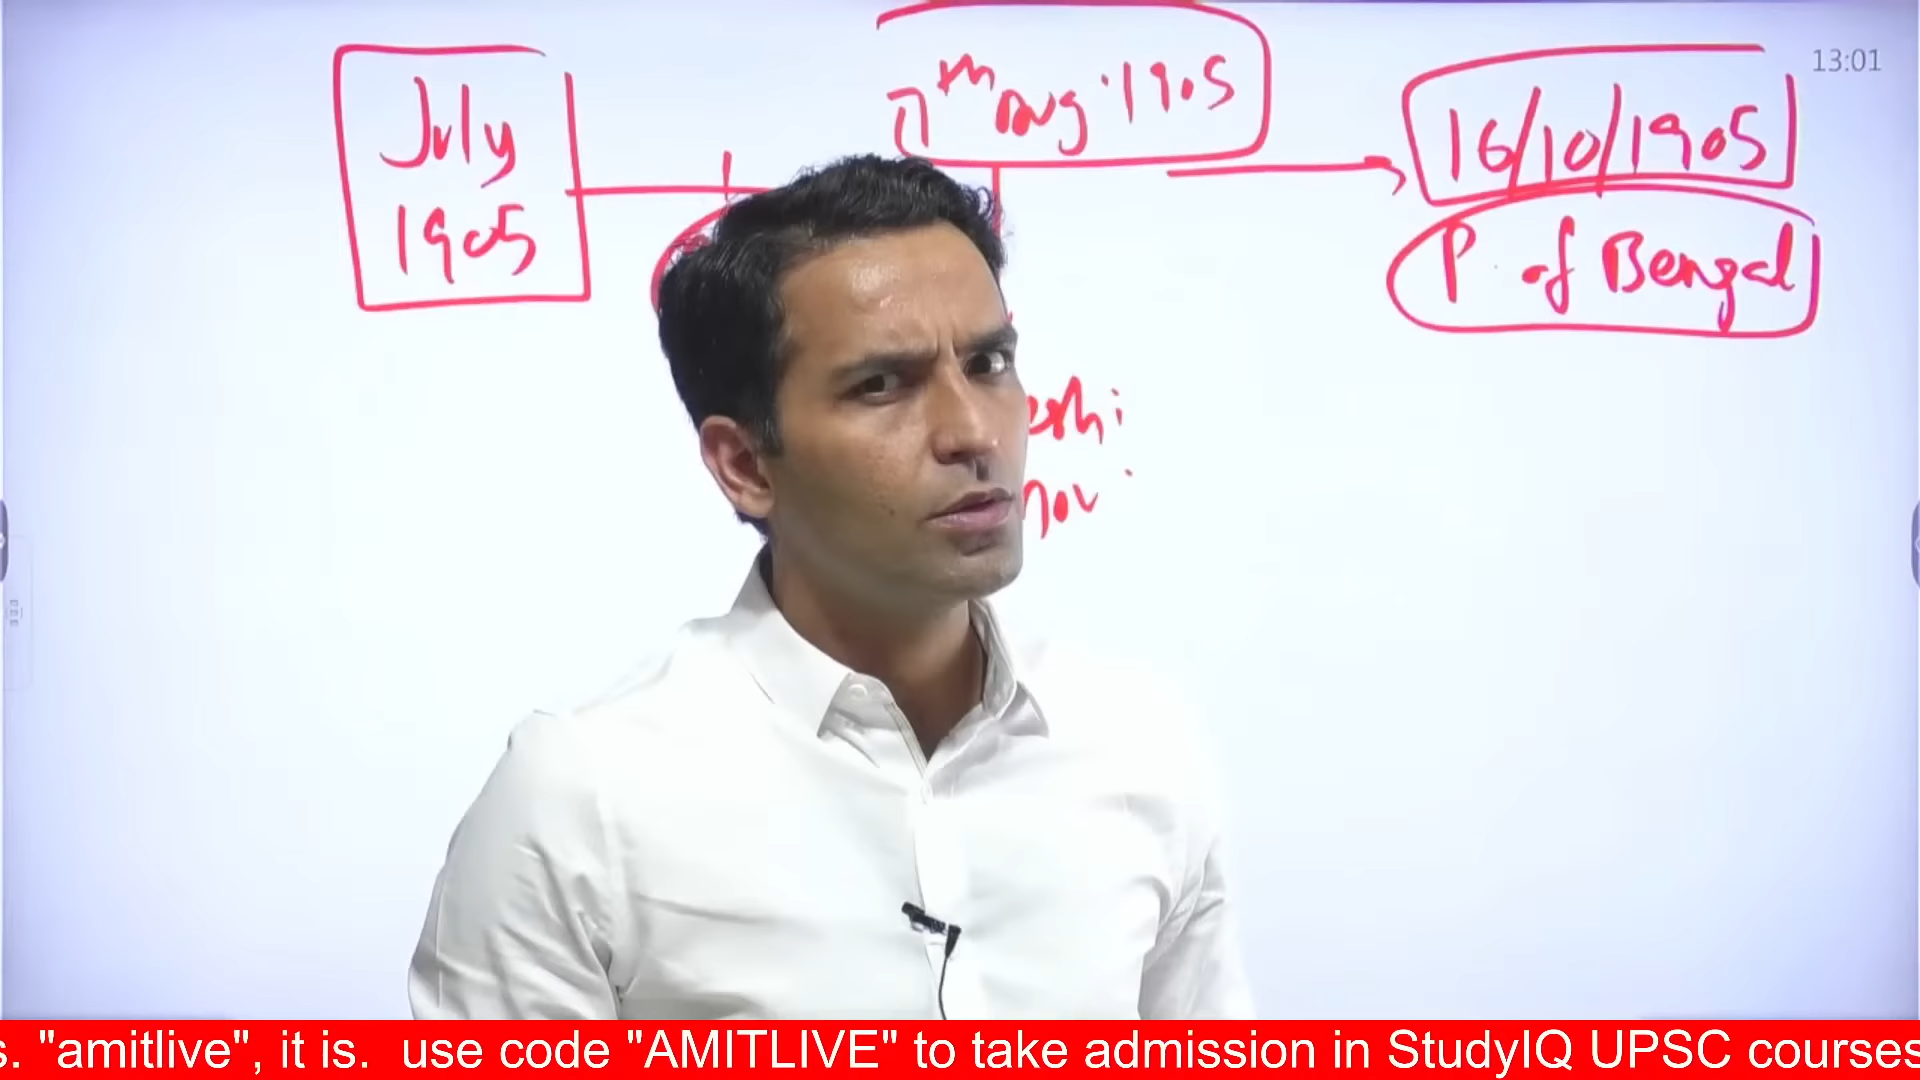 July
1905
7th Aug. 1905
16/10/1905
P. of Bengal
13:01
s. "amitlive", it is. use code "AMITLIVE" to take admission in StudyIQ UPSC courses